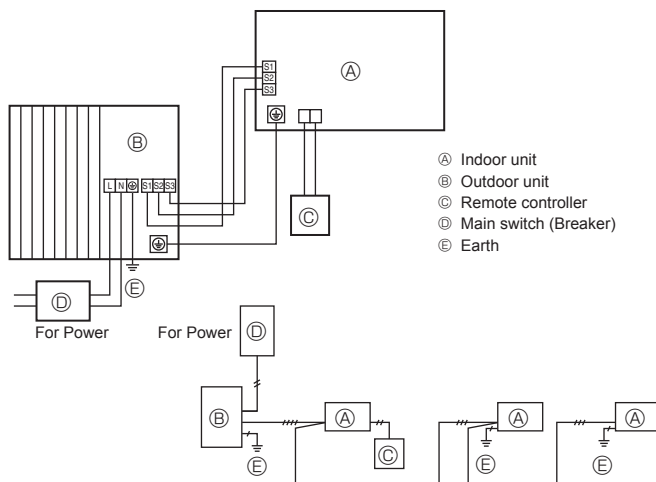 S1
S2
S3
Ⓐ
Ⓑ
L N S1 S2 S3
Ⓒ
Ⓐ Indoor unit
Ⓑ Outdoor unit
Ⓒ Remote controller
Ⓓ Main switch (Breaker)
Ⓔ Earth
Ⓔ
Ⓓ
For Power
For Power Ⓓ
Ⓑ Ⓐ Ⓐ Ⓐ
Ⓔ Ⓒ Ⓔ Ⓔ